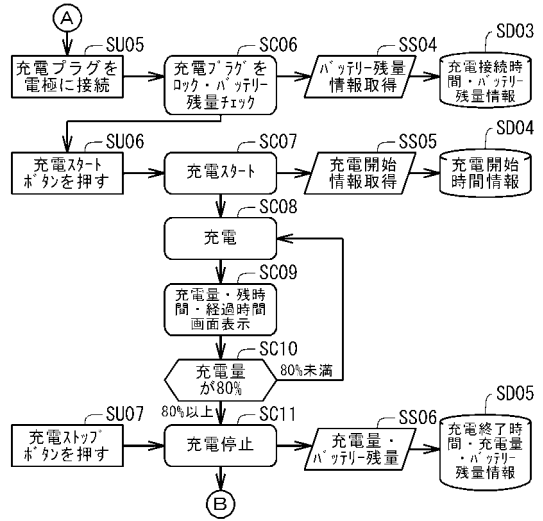 A
SU05
充電プラグを
電極に接続
SC06
充電プラグを
ロック・バッテリー
残量チェック
SS04
バッテリー残量
情報取得
SD03
充電接続時
間・バッテリー
残量情報
SU06
充電スタート
ボタンを押す
SC07
充電スタート
SS05
充電開始
情報取得
SD04
充電開始
時間情報
SC08
充電
SC09
充電量・残時
間・経過時間
画面表示
SC10
充電量
が80%
80%未満
80%以上
SU07
充電ストップ
ボタンを押す
SC11
充電停止
SS06
充電量・
バッテリー残量
SD05
充電終了時
間・充電量
・バッテリー
残量情報
B